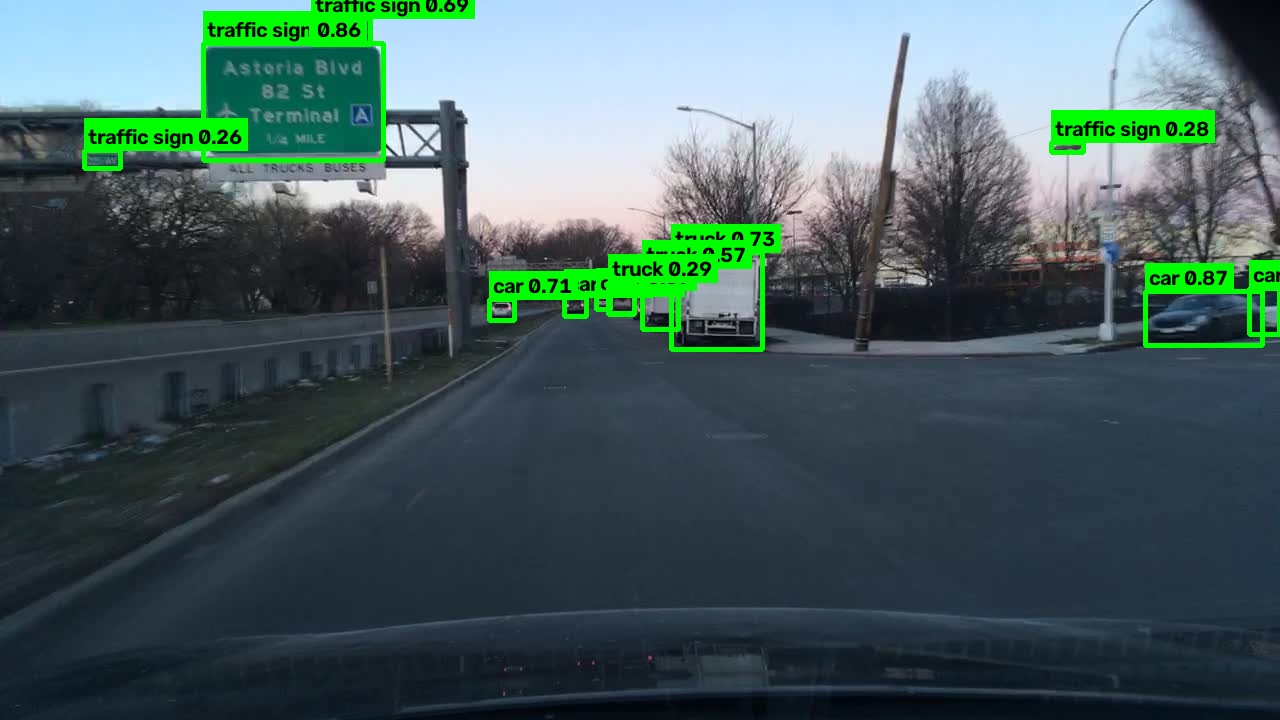 traffic sign 0.69
traffic sign 0.86
Astoria Blvd
82 St
Terminal A
1/4 MILE
ALL TRUCKS BUSES
traffic sign 0.26
traffic sign 0.28
truck 0.73
truck 0.57
truck 0.29
car 0.71
car
car 0.87
car